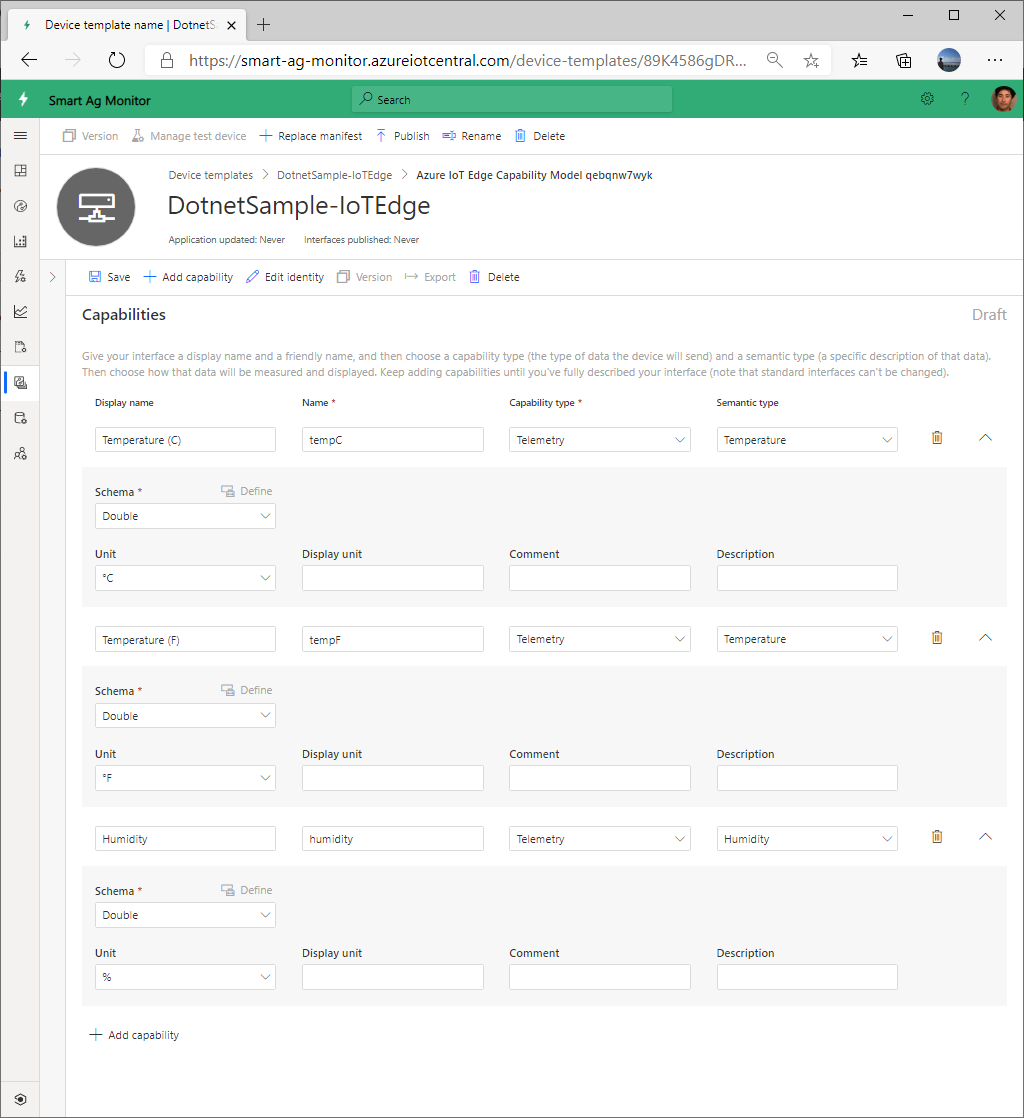 Device template name | DotnetS
https://smart-ag-monitor.azureiotcentral.com/device-templates/89K4586gDR...
Smart Ag Monitor
Search
?
Version
Manage test device
Replace manifest
Publish
Rename
Delete
Device templates > DotnetSample-IoTEdge > Azure IoT Edge Capability Model qebqnw7wyk
DotnetSample-IoTEdge
Application updated: Never Interfaces published: Never
Save
Add capability
Edit identity
Version
Export
Delete
Capabilities
Draft
Give your interface a display name and a friendly name, and then choose a capability type (the type of data the device will send) and a semantic type (a specific description of that data).
Then choose how that data will be measured and displayed. Keep adding capabilities until you've fully described your interface (note that standard interfaces can't be changed).
Display name Name * Capability type * Semantic type
Temperature (C) tempC Telemetry Temperature
Schema * Define
Double
Unit Display unit Comment Description
°C
Temperature (F) tempF Telemetry Temperature
Schema * Define
Double
Unit Display unit Comment Description
°F
Humidity humidity Telemetry Humidity
Schema * Define
Double
Unit Display unit Comment Description
%
Add capability